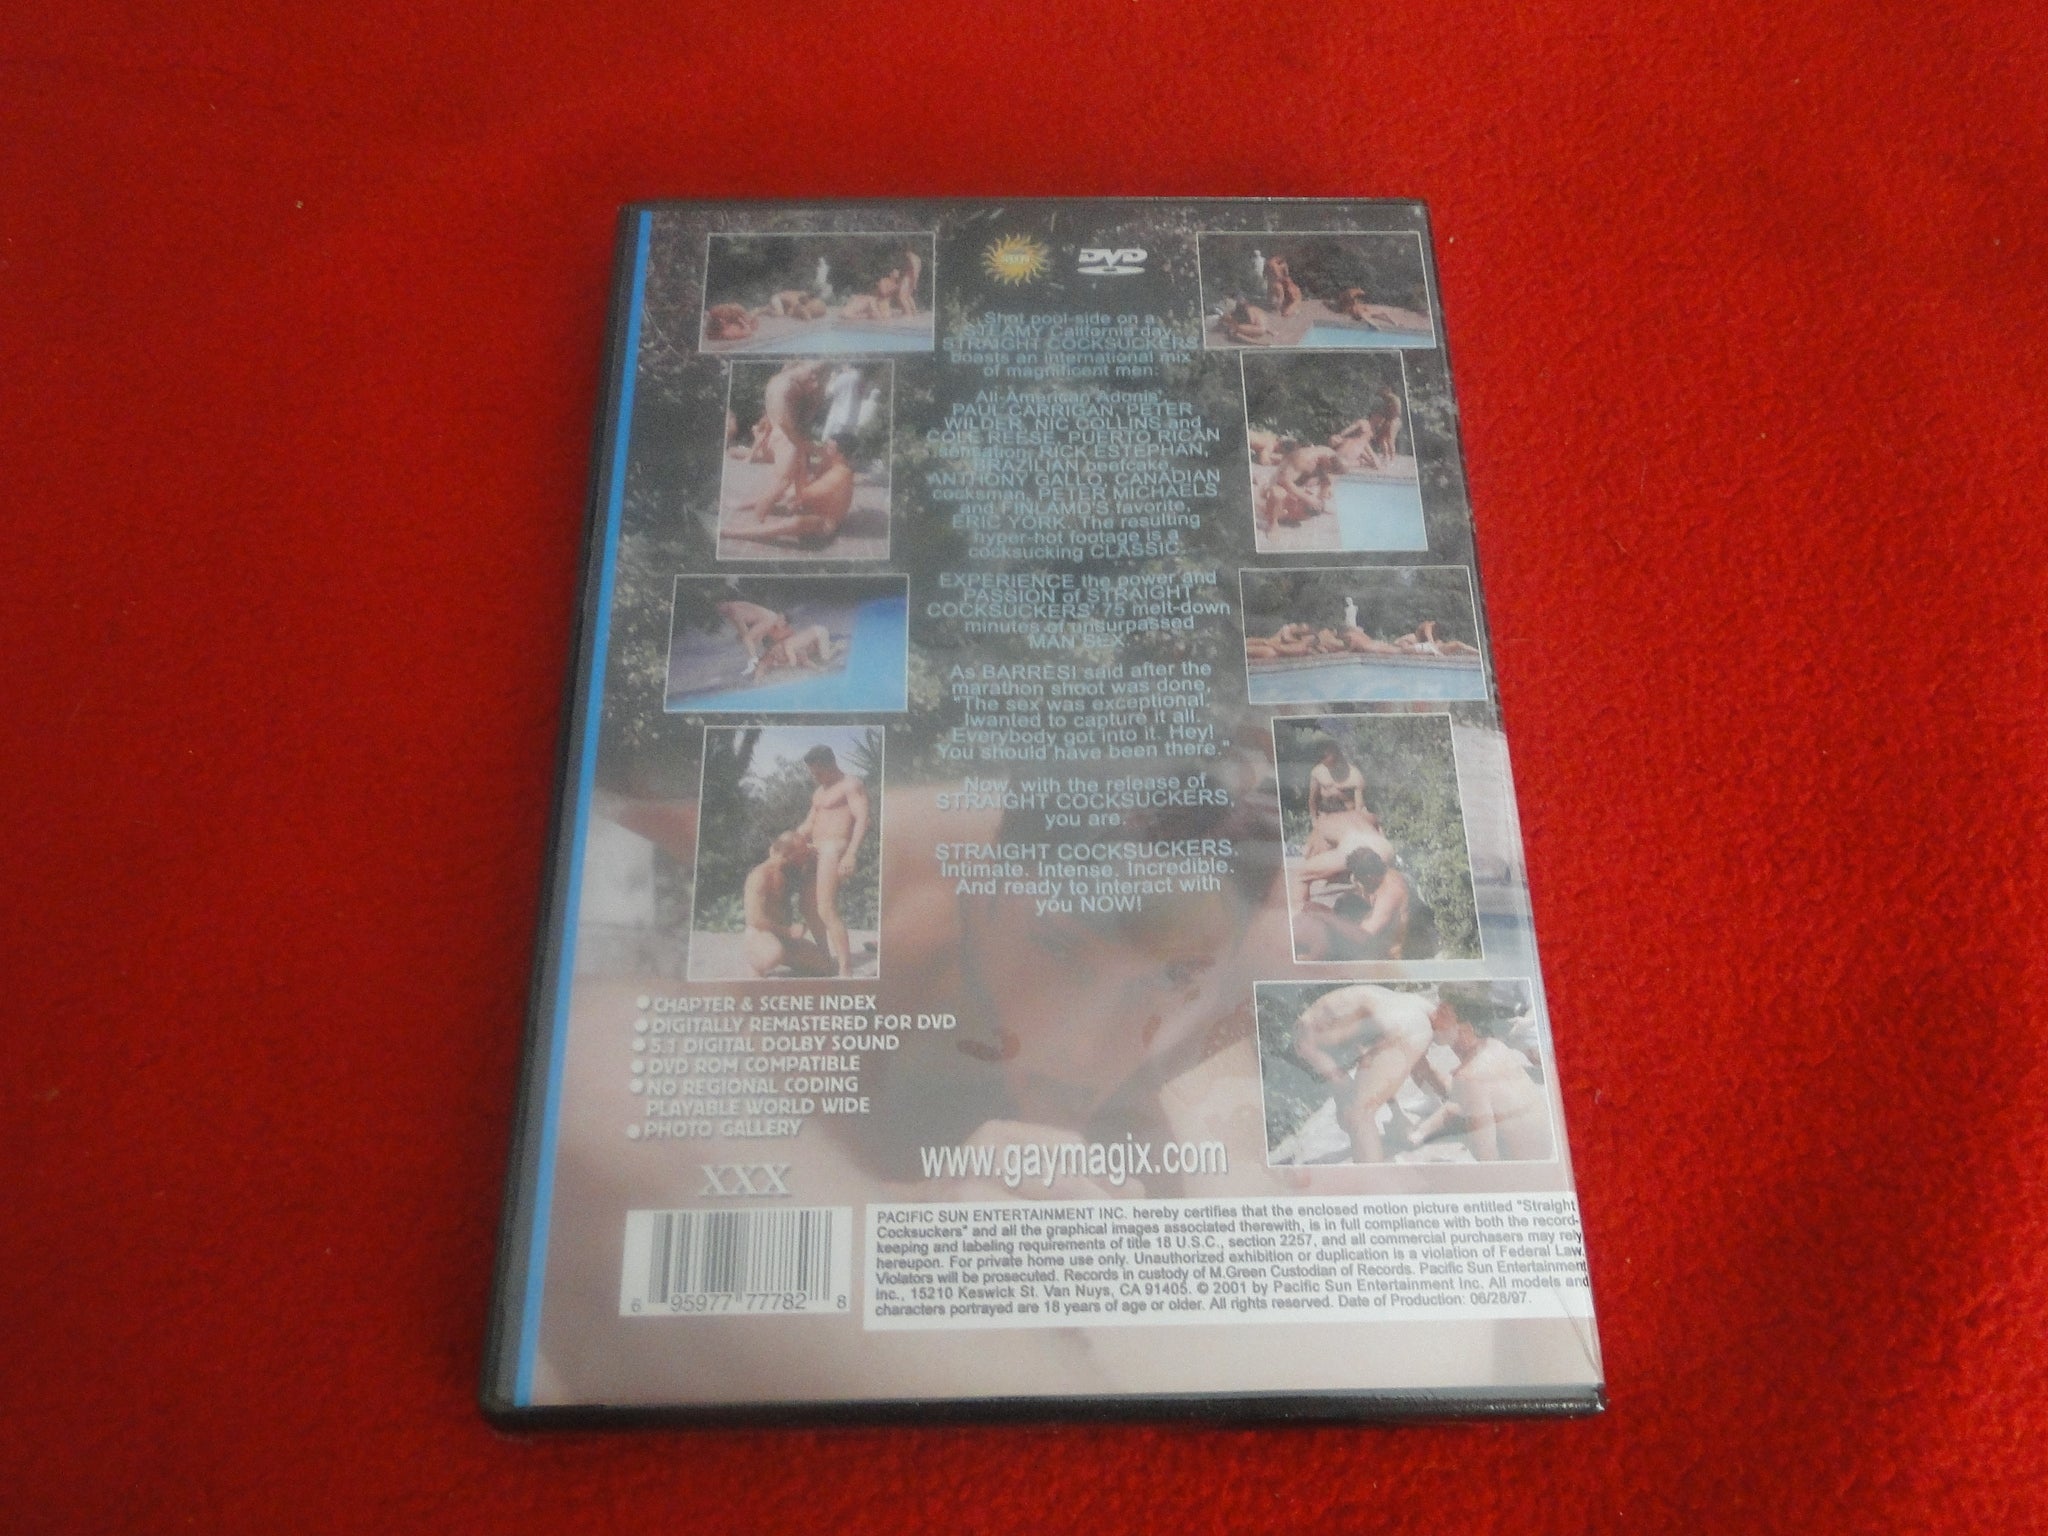 DVD
Shot pool-side on a
STEAMY California day,
STRAIGHT COCKSUCKERS
boasts an international mix
of magnificent men:
All-American Adonis',
PAUL CARRIGAN, PETER
WILDER, NIC COLLINS and
COLE REESE, PUERTO RICAN
sensation, RICK ESTEPHAN,
BRAZILIAN beefcake,
ANTHONY GALLO, CANADIAN
cocksman, PETER MICHAELS
and FINLAMD'S favorite,
ERIC YORK. The resulting
hyper-hot footage is a
cocksucking CLASSIC.
EXPERIENCE the power and
PASSION of STRAIGHT
COCKSUCKERS' 75 melt-down
minutes of unsurpassed
MAN SEX.
As BARRESI said after the
marathon shoot was done,
"The sex was exceptional.
Iwanted to capture it all.
Everybody got into it. Hey!
You should have been there."
Now, with the release of
STRAIGHT COCKSUCKERS,
you are.
STRAIGHT COCKSUCKERS.
Intimate. Intense. Incredible.
And ready to interact with
you NOW!
CHAPTER & SCENE INDEX
DIGITALLY REMASTERED FOR DVD
5.1 DIGITAL DOLBY SOUND
DVD ROM COMPATIBLE
NO REGIONAL CODING
PLAYABLE WORLD WIDE
PHOTO GALLERY
www.gaymagix.com
XXX
6 95977 77782 8
PACIFIC SUN ENTERTAINMENT INC. hereby certifies that the enclosed motion picture entitled "Straight
Cocksuckers" and all the graphical images associated therewith, is in full compliance with both the record-
keeping and labeling requirements of title 18 U.S.C., section 2257, and all commercial purchasers may rely
hereupon. For private home use only. Unauthorized exhibition or duplication is a violation of Federal Law.
Violators will be prosecuted. Records in custody of M.Green Custodian of Records. Pacific Sun Entertainment
Inc., 15210 Keswick St. Van Nuys, CA 91405. © 2001 by Pacific Sun Entertainment Inc. All models and
characters portrayed are 18 years of age or older. All rights reserved. Date of Production: 06/28/97.